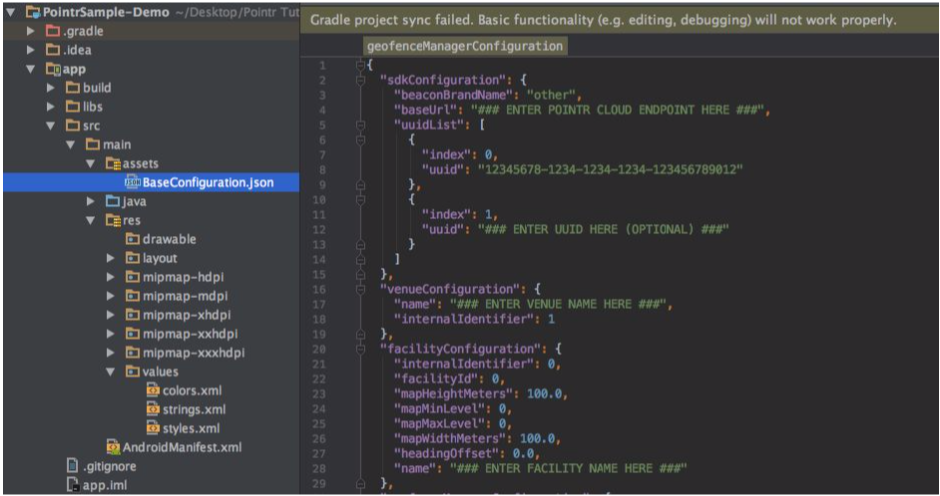 PointrSample-Demo ~/Desktop/Pointr Tut
.gradle
.idea
app
build
libs
src
main
assets
BaseConfiguration.json
java
res
drawable
layout
mipmap-hdpi
mipmap-mdpi
mipmap-xhdpi
mipmap-xxhdpi
mipmap-xxxhdpi
values
colors.xml
strings.xml
styles.xml
AndroidManifest.xml
.gitignore
app.iml
Gradle project sync failed. Basic functionality (e.g. editing, debugging) will not work properly.
geofenceManagerConfiguration
1 {
2 "sdkConfiguration": {
3 "beaconBrandName": "other",
4 "baseUrl": "### ENTER POINTR CLOUD ENDPOINT HERE ###",
5 "uuidList": [
6 {
7 "index": 0,
8 "uuid": "12345678-1234-1234-1234-123456789012"
9 },
10 {
11 "index": 1,
12 "uuid": "### ENTER UUID HERE (OPTIONAL) ###"
13 }
14 ]
15 },
16 "venueConfiguration": {
17 "name": "### ENTER VENUE NAME HERE ###",
18 "internalIdentifier": 1
19 },
20 "facilityConfiguration": {
21 "internalIdentifier": 0,
22 "facilityId": 0,
23 "mapHeightMeters": 100.0,
24 "mapMinLevel": 0,
25 "mapMaxLevel": 0,
26 "mapWidthMeters": 100.0,
27 "headingOffset": 0.0,
28 "name": "### ENTER FACILITY NAME HERE ###"
29 },